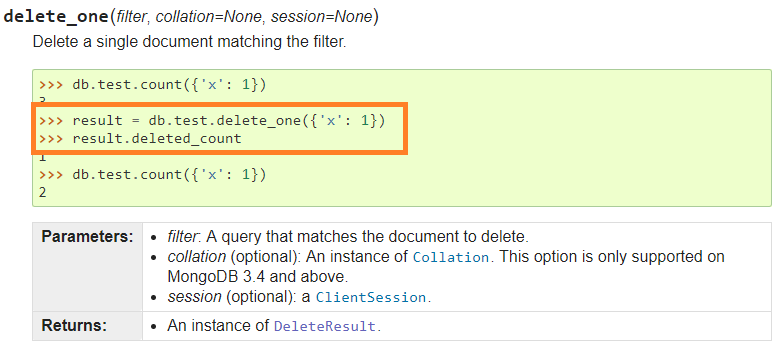 delete_one(filter, collation=None, session=None)
Delete a single document matching the filter.
>>> db.test.count({'x': 1})
3
>>> result = db.test.delete_one({'x': 1})
>>> result.deleted_count
1
>>> db.test.count({'x': 1})
2
Parameters:
• filter: A query that matches the document to delete.
• collation (optional): An instance of Collation. This option is only supported on
MongoDB 3.4 and above.
• session (optional): a ClientSession.
Returns:
• An instance of DeleteResult.